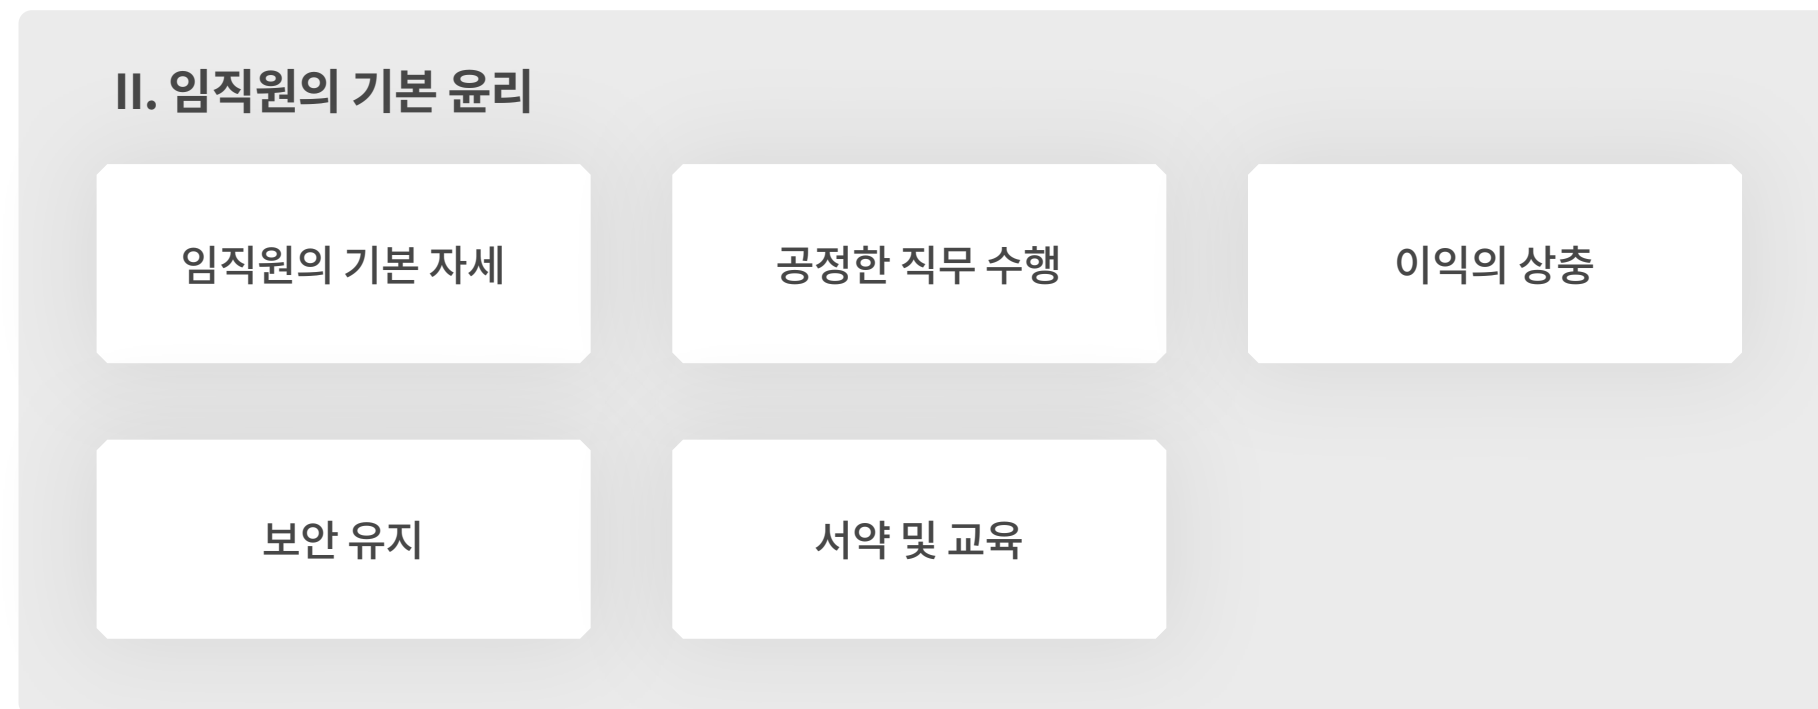 II. 임직원의 기본 윤리
임직원의 기본 자세
공정한 직무 수행
이익의 상충
보안 유지
서약 및 교육